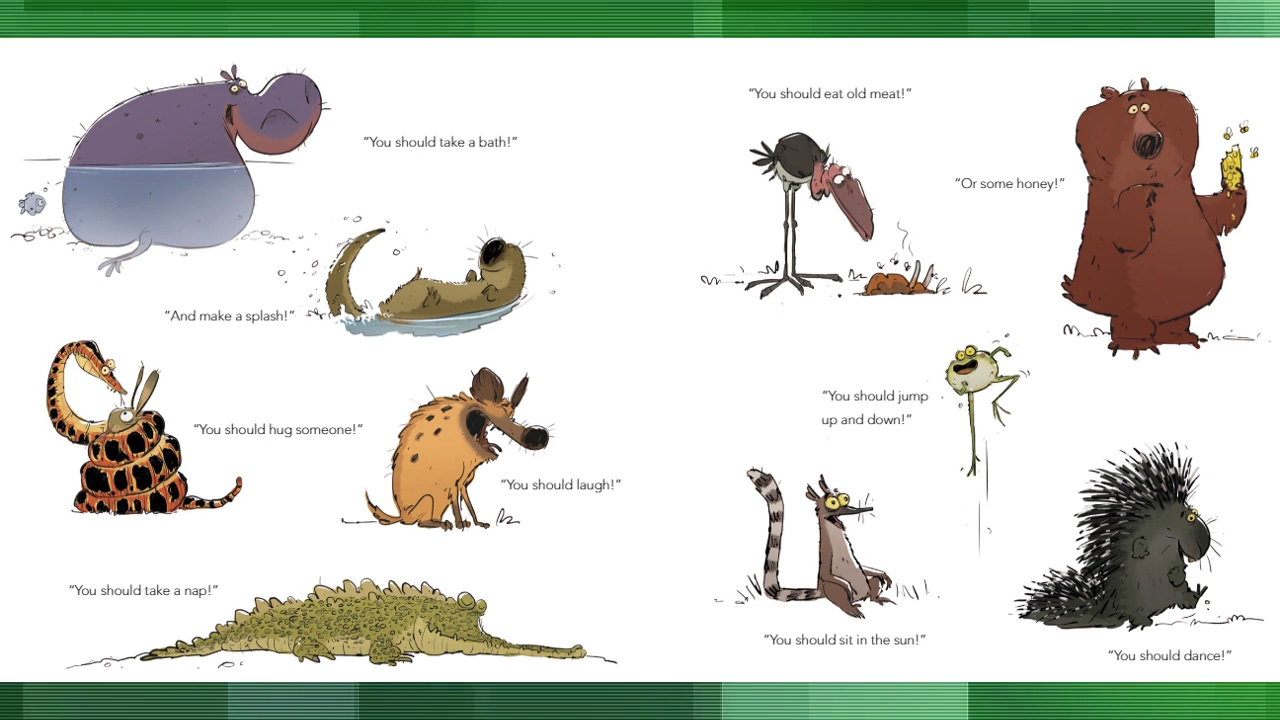 “You should take a bath!”
“And make a splash!”
“You should hug someone!”
“You should laugh!”
“You should take a nap!”
“You should eat old meat!”
“Or some honey!”
“You should jump
up and down!”
“You should sit in the sun!”
“You should dance!”